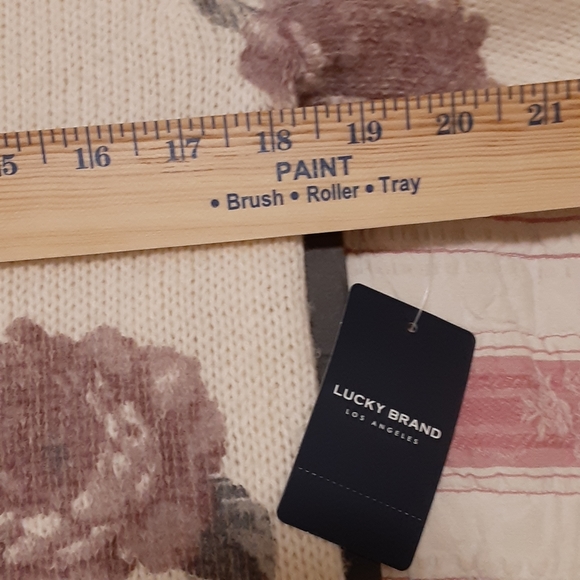 5 16 17 18 19 20 21
PAINT
• Brush • Roller • Tray
LUCKY BRAND
LOS ANGELES